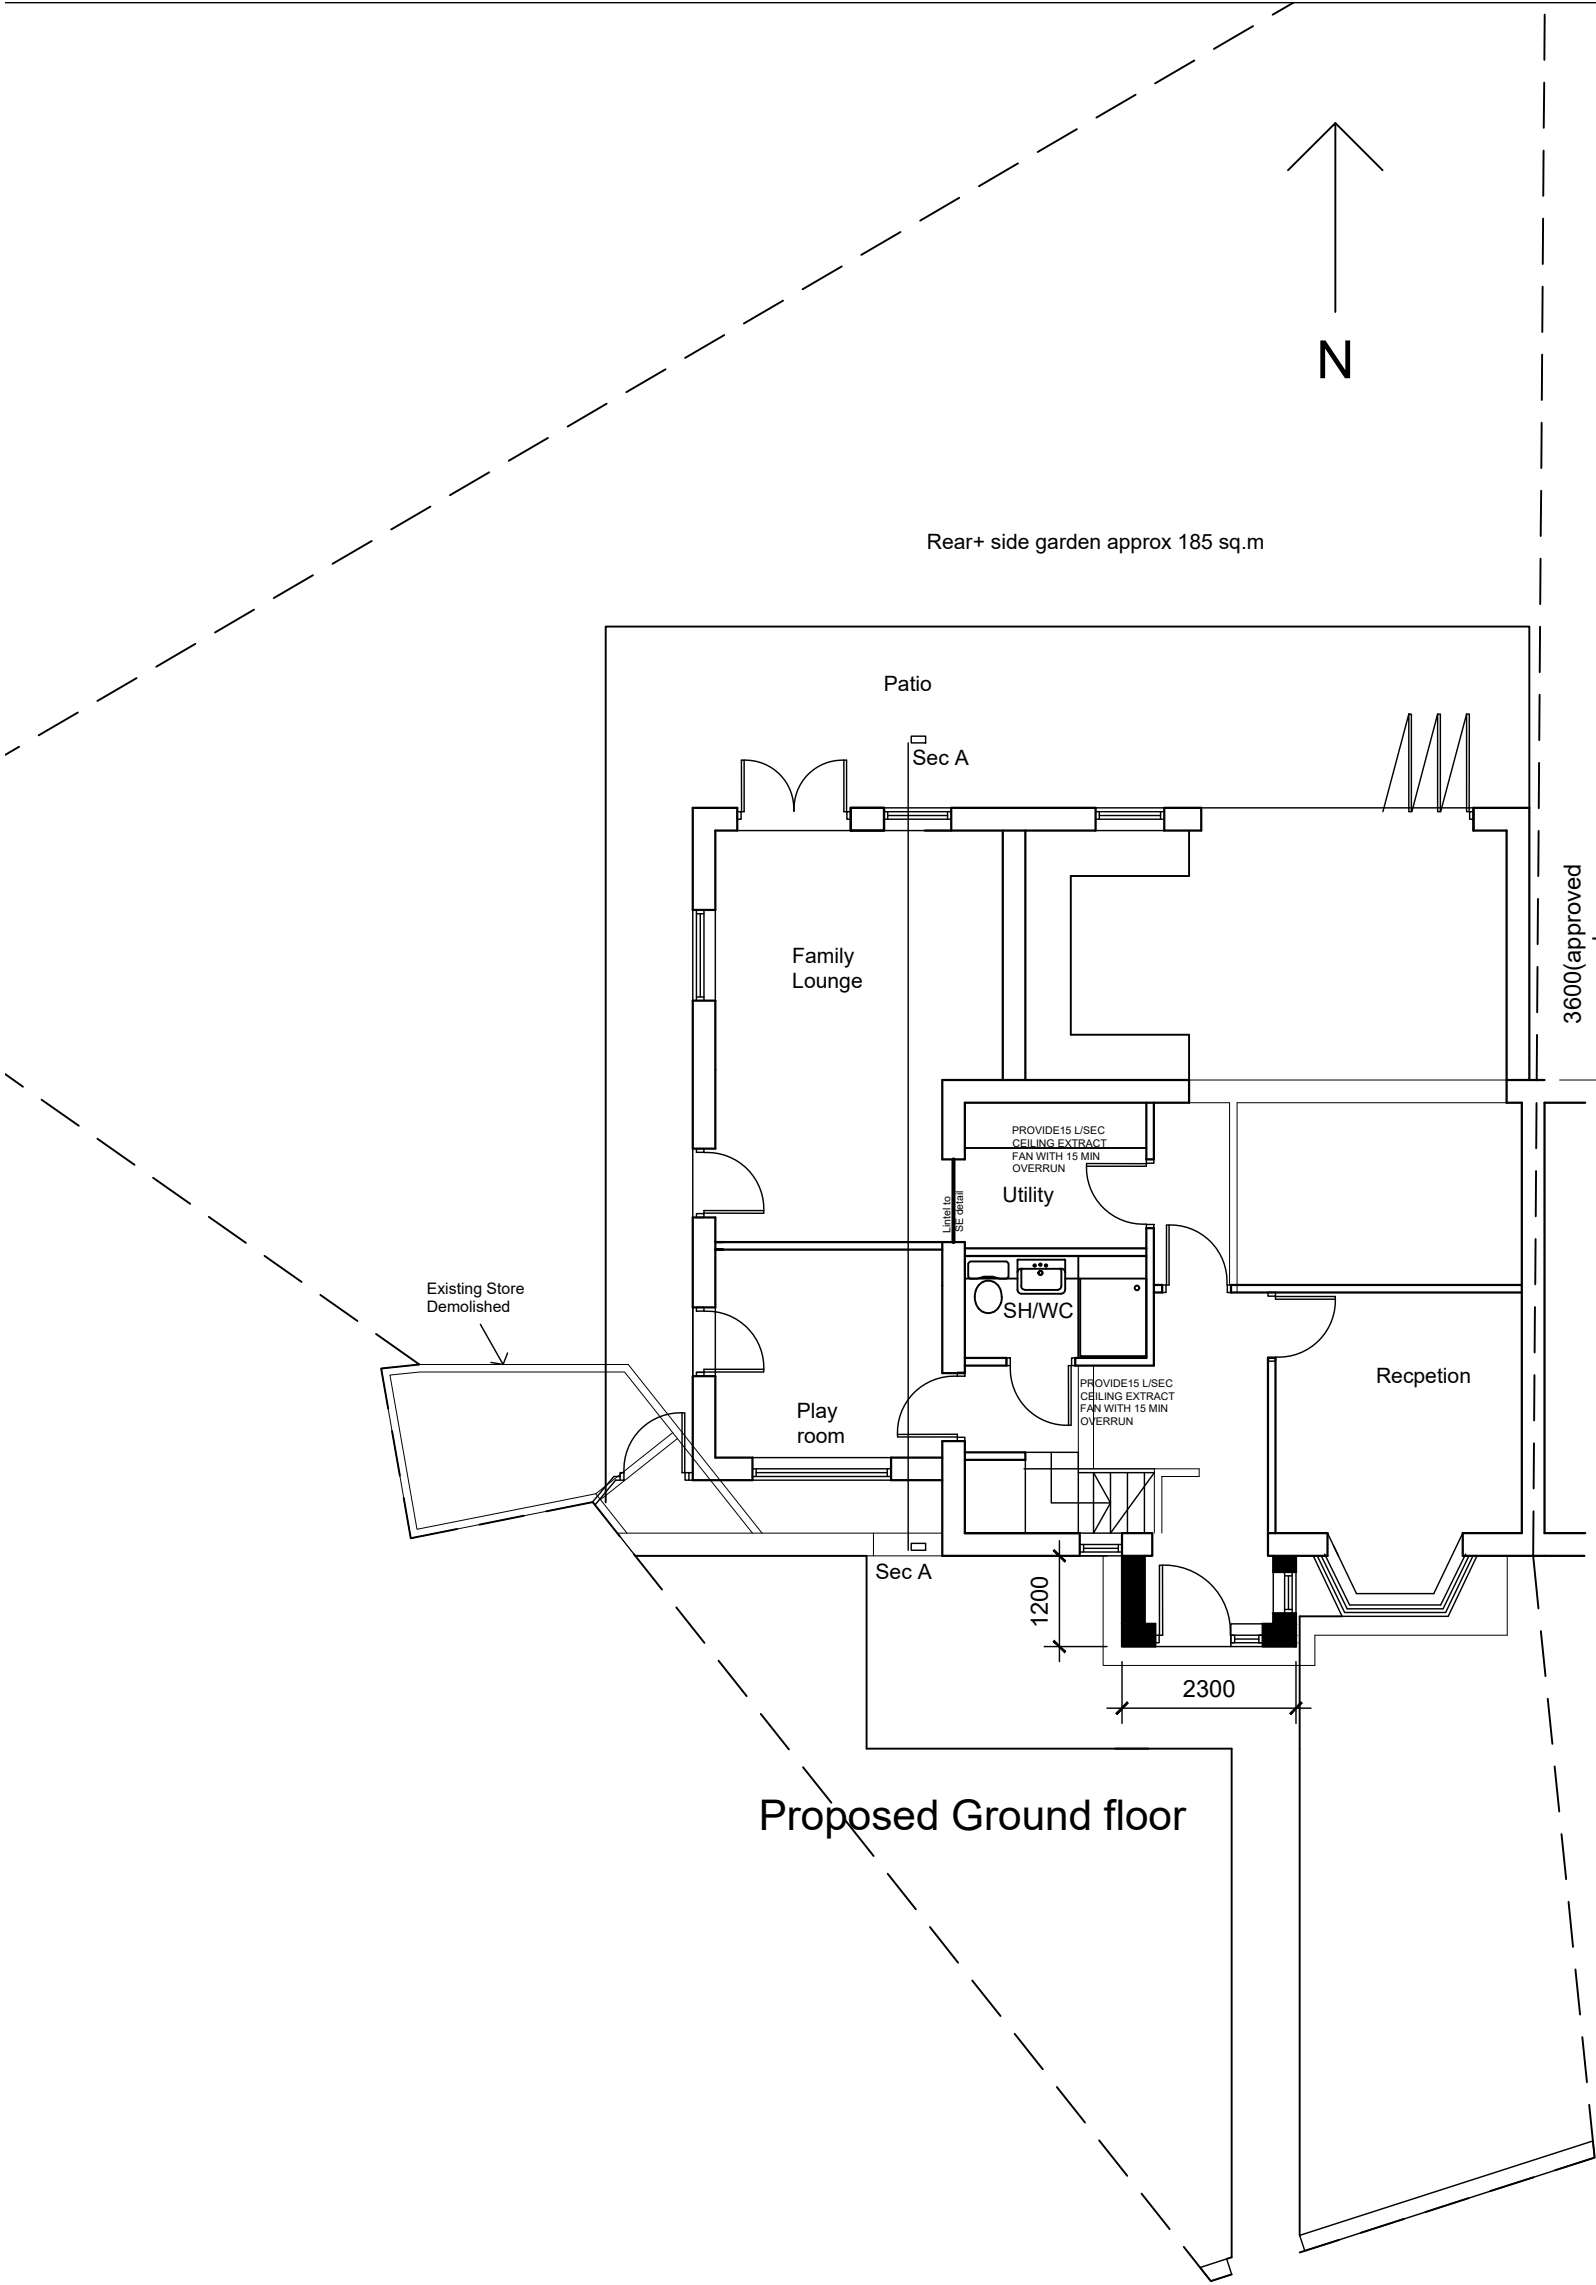 N
Rear+ side garden approx 185 sq.m
Patio
Sec A
3600(approved
Family
Lounge
PROVIDE15 L/SEC
CEILING EXTRACT
FAN WITH 15 MIN
OVERRUN
Utility
Lintel to
SE detail
Existing Store
Demolished
SH/WC
PROVIDE15 L/SEC
CEILING EXTRACT
FAN WITH 15 MIN
OVERRUN
Recpetion
Play
room
Sec A
1200
2300
Proposed Ground floor